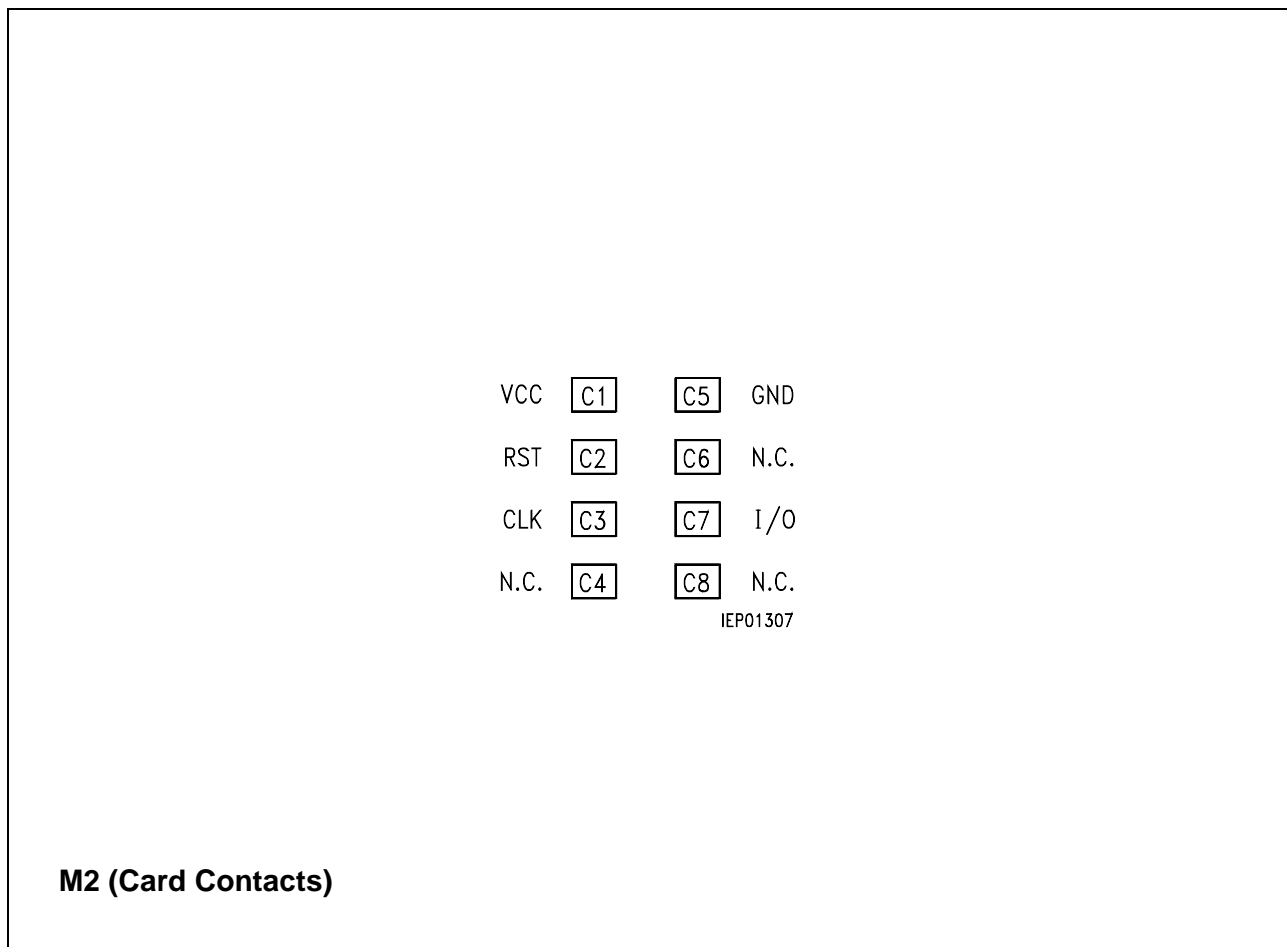 VCC C1 C5 GND
RST C2 C6 N.C.
CLK C3 C7 I/O
N.C. C4 C8 N.C.
IEP01307
M2 (Card Contacts)